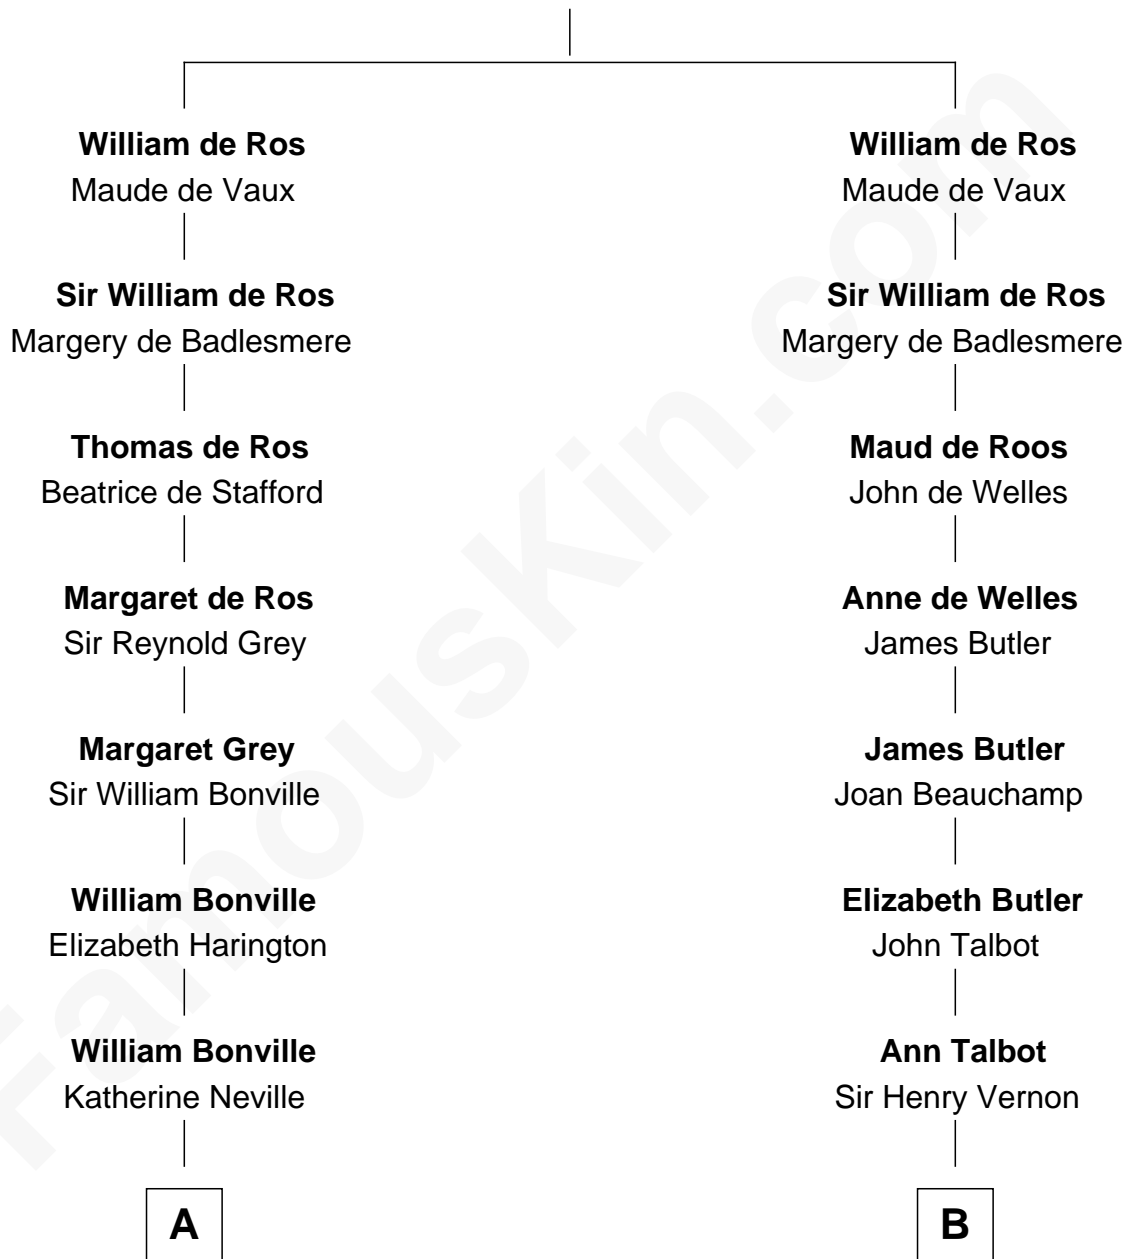 William de Ros
Maude de Vaux
Sir William de Ros
Margery de Badlesmere
Thomas de Ros
Beatrice de Stafford
Margaret de Ros
Sir Reynold Grey
Margaret Grey
Sir William Bonville
William Bonville
Elizabeth Harington
William Bonville
Katherine Neville
A
William de Ros
Maude de Vaux
Sir William de Ros
Margery de Badlesmere
Maud de Roos
John de Welles
Anne de Welles
James Butler
James Butler
Joan Beauchamp
Elizabeth Butler
John Talbot
Ann Talbot
Sir Henry Vernon
B
FamousKin.com